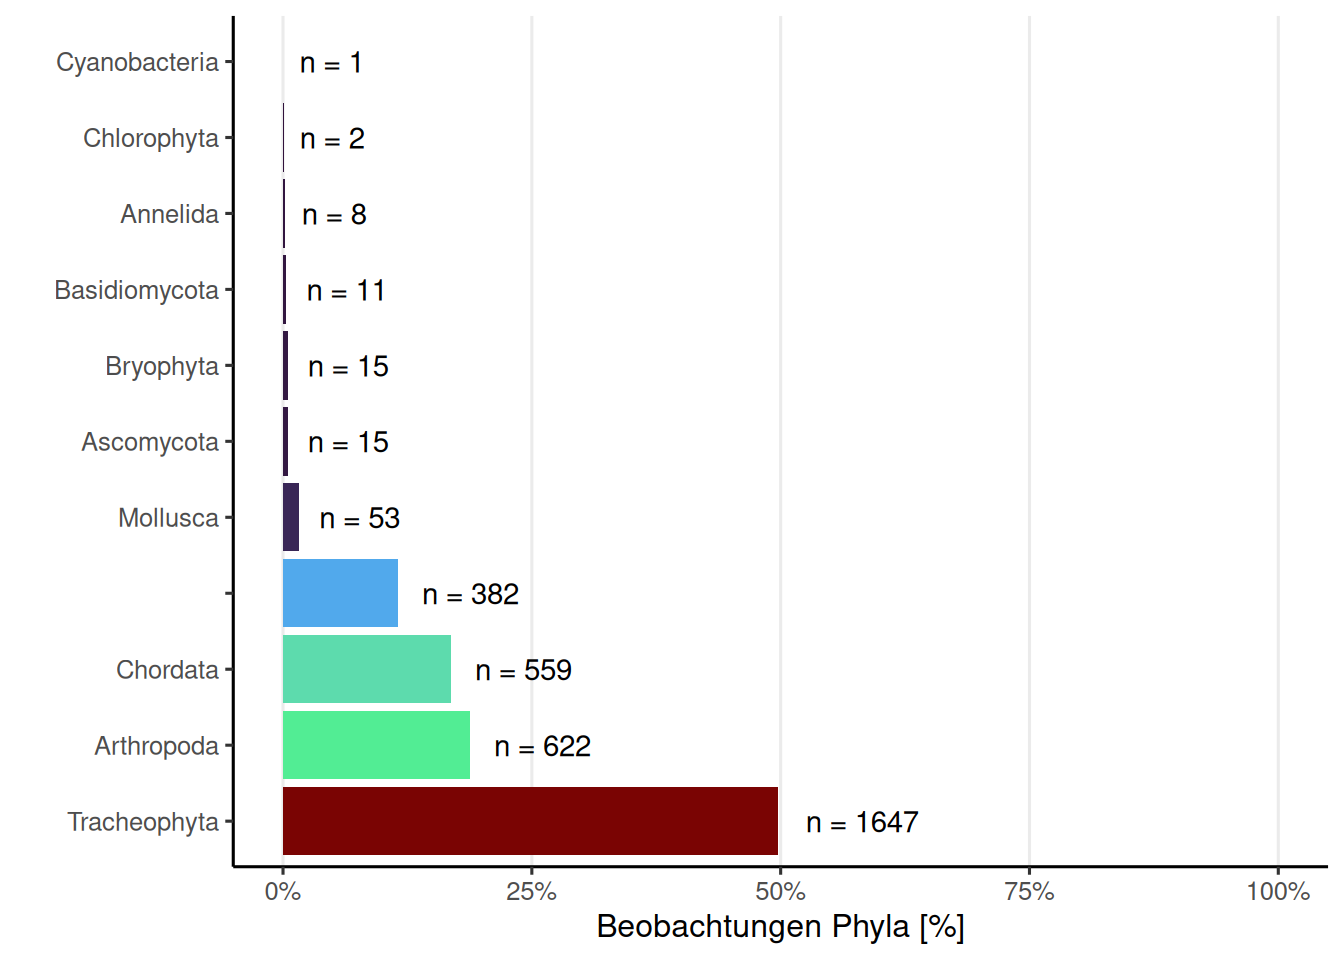 Cyanobacteria n = 1
Chlorophyta n = 2
Annelida n = 8
Basidiomycota n = 11
Bryophyta n = 15
Ascomycota n = 15
Mollusca n = 53
n = 382
Chordata n = 559
Arthropoda n = 622
Tracheophyta n = 1647
0% 25% 50% 75% 100%
Beobachtungen Phyla [%]